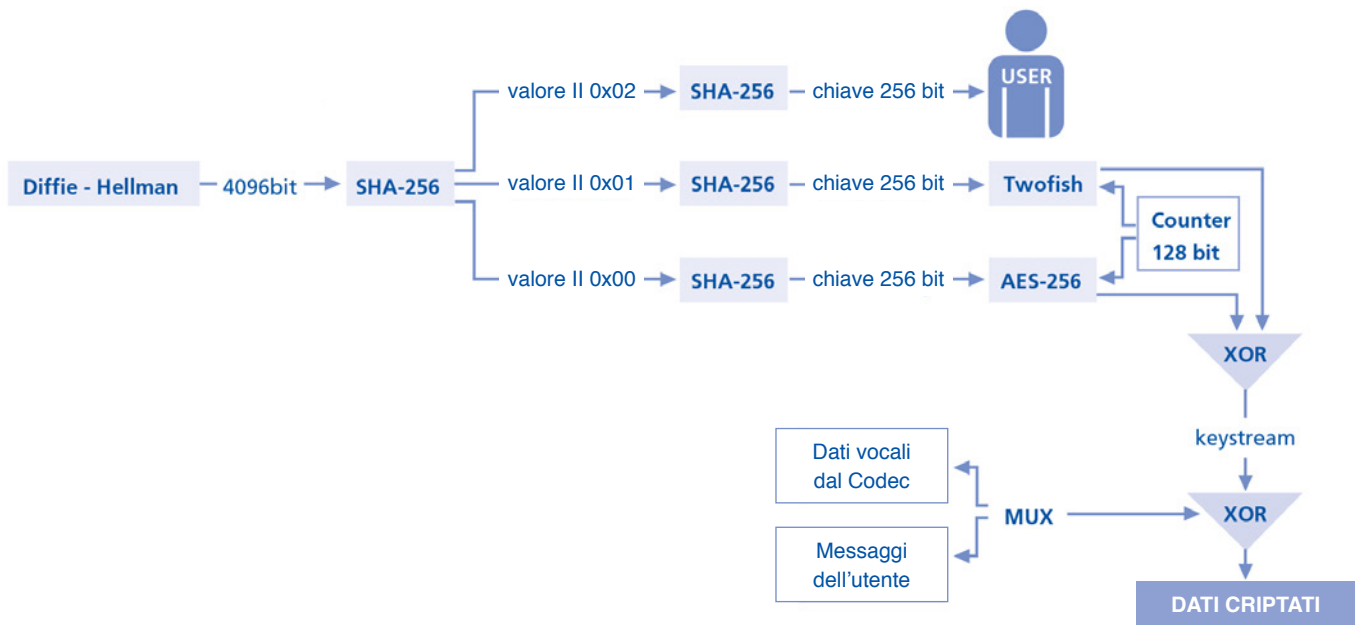 USER
valore II 0x02
SHA-256
chiave 256 bit
Diffie - Hellman
4096bit
SHA-256
valore II 0x01
SHA-256
chiave 256 bit
Twofish
Counter
128 bit
valore II 0x00
SHA-256
chiave 256 bit
AES-256
XOR
keystream
Dati vocali
dal Codec
MUX
XOR
Messaggi
dell'utente
DATI CRIPTATI